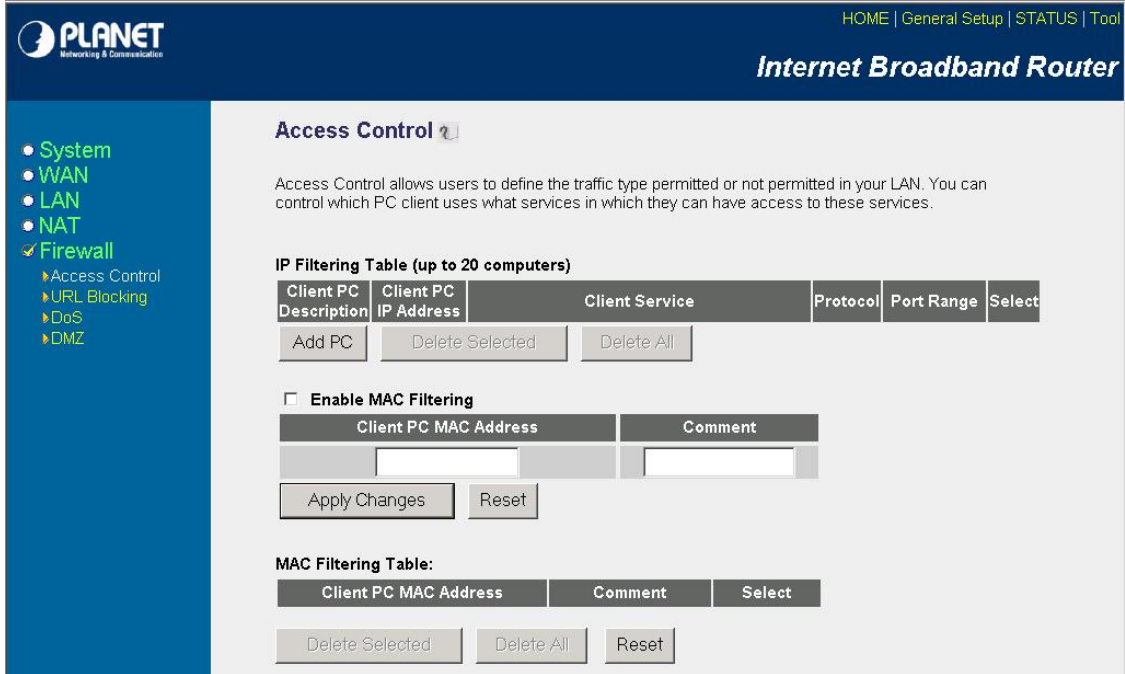 PLANET
Networking & Communication
HOME | General Setup | STATUS | Tool
Internet Broadband Router
System
WAN
LAN
NAT
Firewall
Access Control
URL Blocking
DoS
DMZ
Access Control
Access Control allows users to define the traffic type permitted or not permitted in your LAN. You can
control which PC client uses what services in which they can have access to these services.
IP Filtering Table (up to 20 computers)
Client PC Description Client PC IP Address Client Service Protocol Port Range Select
Add PC Delete Selected Delete All
Enable MAC Filtering
Client PC MAC Address Comment
Apply Changes Reset
MAC Filtering Table:
Client PC MAC Address Comment Select
Delete Selected Delete All Reset